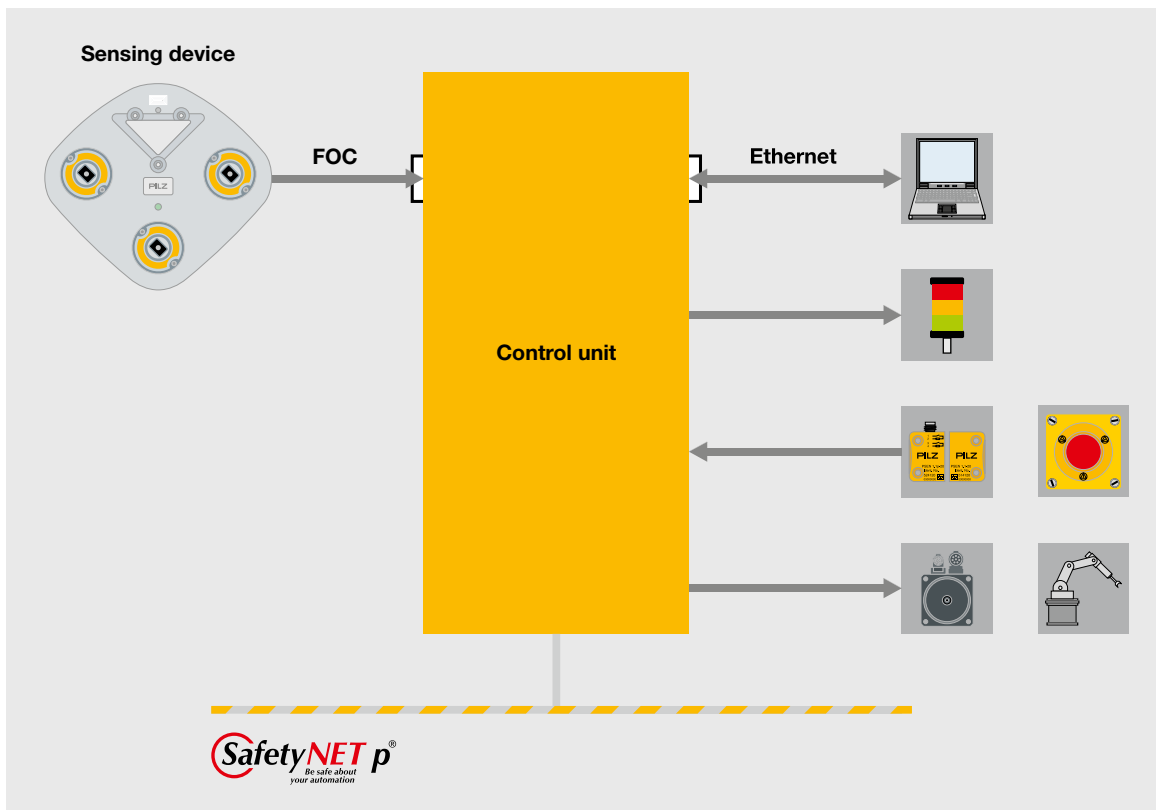 Sensing device
FOC
Ethernet
PILZ
Control unit
PILZ PILZ
SafetyNET p®
Be safe about
your automation